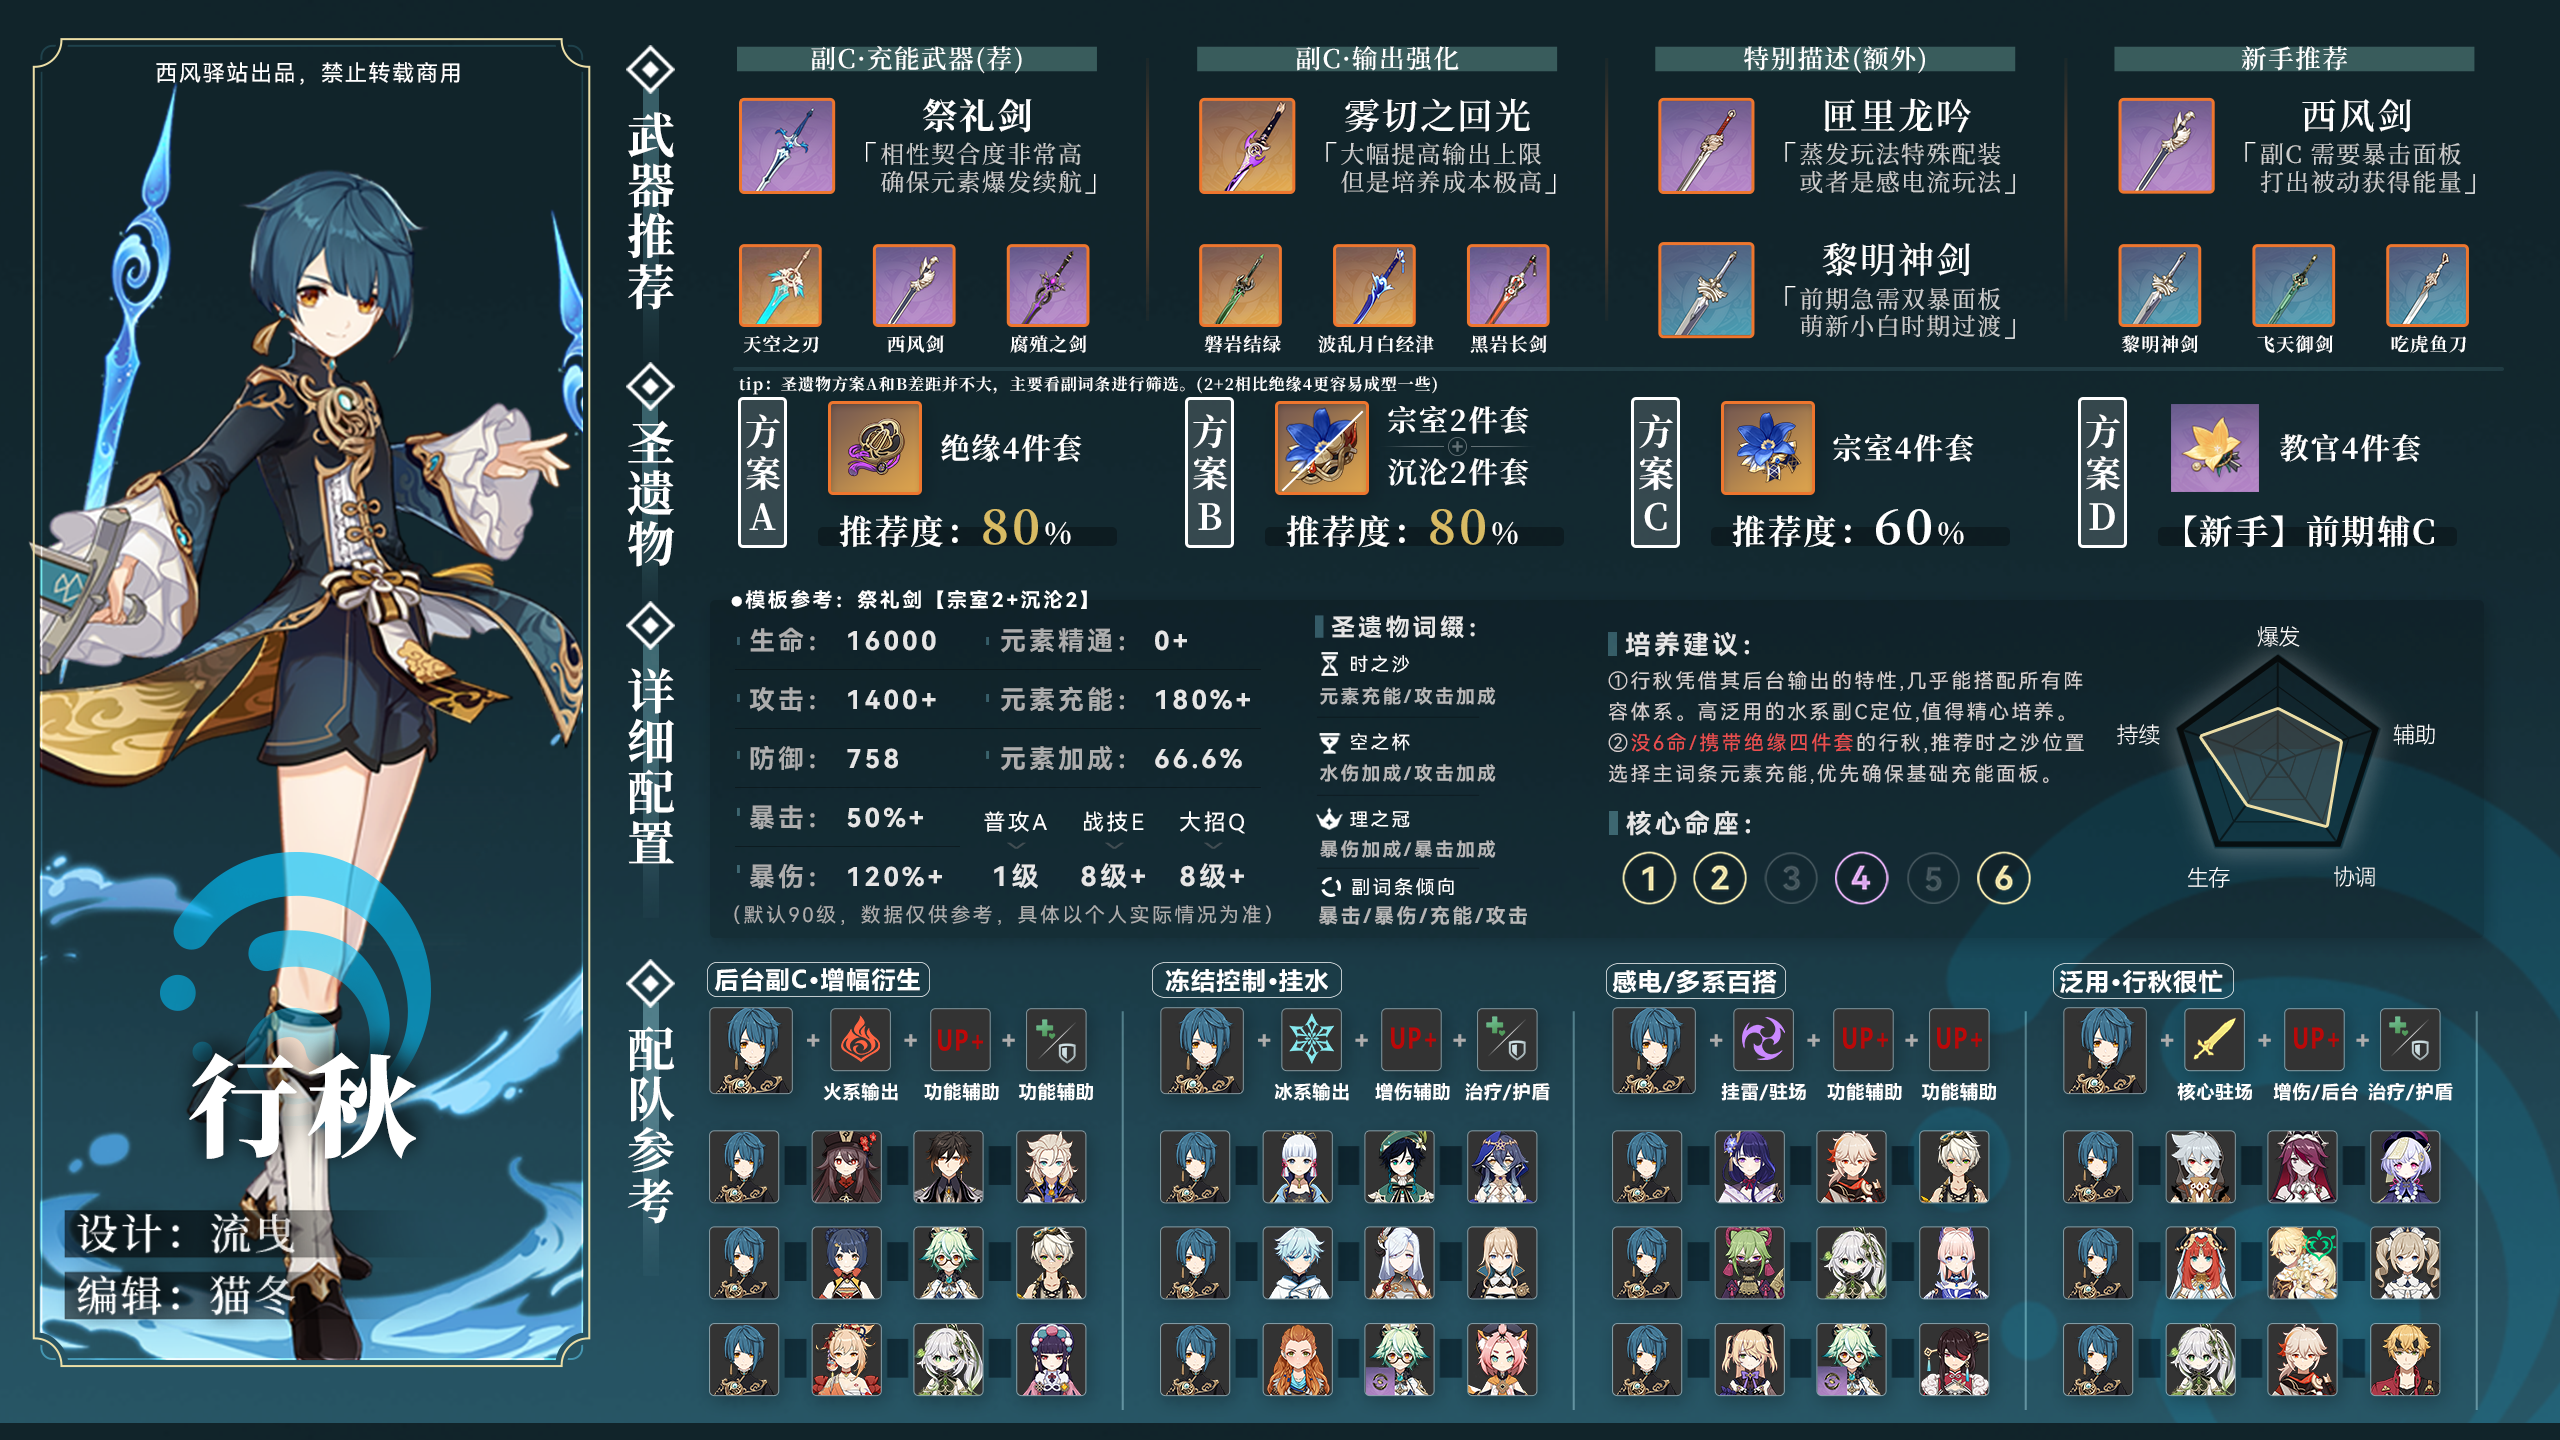 西风驿站出品，禁止转载商用
行秋
设计：流曳
编辑：猫冬
武器推荐
副C·充能武器(荐)
祭礼剑
「相性契合度非常高
确保元素爆发续航」
天空之刃
西风剑
腐殖之剑
副C·输出强化
雾切之回光
「大幅提高输出上限
但是培养成本极高」
磐岩结绿
波乱月白经津
黑岩长剑
特别描述(额外)
匣里龙吟
「蒸发玩法特殊配装
或者是感电流玩法」
黎明神剑
「前期急需双暴面板
萌新小白时期过渡」
新手推荐
西风剑
「副C 需要暴击面板
打出被动获得能量」
黎明神剑
飞天御剑
吃虎鱼刀
圣遗物
tip：圣遗物方案A和B差距并不大，主要看副词条进行筛选。(2+2相比绝缘4更容易成型一些)
方案A
绝缘4件套
推荐度：80%
方案B
宗室2件套
沉沦2件套
推荐度：80%
方案C
宗室4件套
推荐度：60%
方案D
教官4件套
【新手】前期辅C
详细配置
●模板参考：祭礼剑【宗室2+沉沦2】
生命： 16000 元素精通： 0+
攻击： 1400+ 元素充能： 180%+
防御： 758 元素加成： 66.6%
暴击： 50%+
暴伤： 120%+
普攻A 战技E 大招Q
1级 8级+ 8级+
(默认90级，数据仅供参考，具体以个人实际情况为准)
圣遗物词缀：
时之沙
元素充能/攻击加成
空之杯
水伤加成/攻击加成
理之冠
暴伤加成/暴击加成
副词条倾向
暴击/暴伤/充能/攻击
培养建议：
①行秋凭借其后台输出的特性,几乎能搭配所有阵
容体系。高泛用的水系副C定位,值得精心培养。
②没6命/携带绝缘四件套的行秋,推荐时之沙位置
选择主词条元素充能,优先确保基础充能面板。
核心命座：
1 2 3 4 5 6
爆发
持续
辅助
生存
协调
配队参考
后台副C·增幅衍生
+ + UP+ +
火系输出 功能辅助 功能辅助
冻结控制·挂水
+ + UP+ +
冰系输出 增伤辅助 治疗/护盾
感电/多系百搭
+ + UP+ + UP+
挂雷/驻场 功能辅助 功能辅助
泛用·行秋很忙
+ + UP+ +
核心驻场 增伤/后台 治疗/护盾